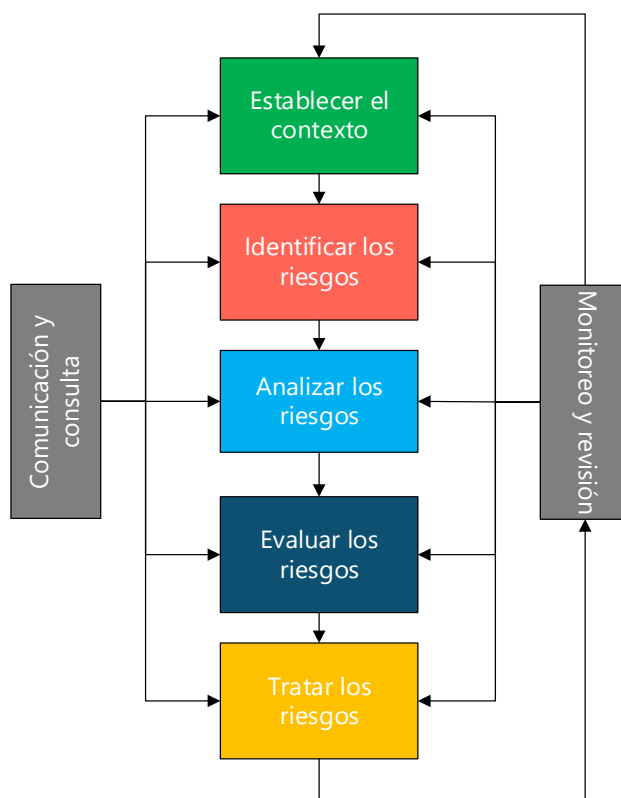 Establecer el
contexto
Identificar los
riesgos
Comunicación y
consulta
Analizar los
riesgos
Monitoreo y revisión
Evaluar los
riesgos
Tratar los
riesgos